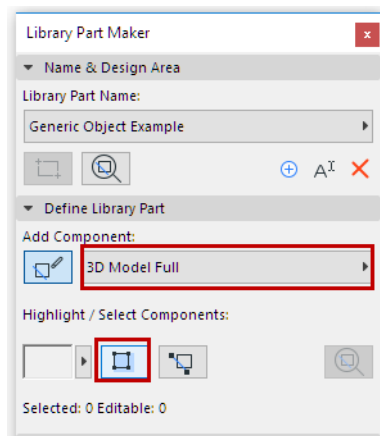 Library Part Maker
x
Name & Design Area
Library Part Name:
Generic Object Example
A
Define Library Part
Add Component:
3D Model Full
Highlight / Select Components:
Selected: 0 Editable: 0